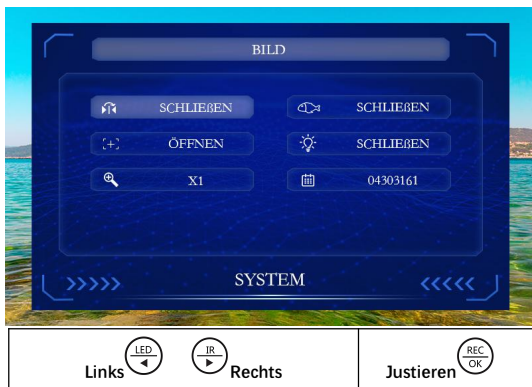 BILD
SCHLIEßEN SCHLIEßEN
[+] ÖFFNEN SCHLIEßEN
X1 04303161
SYSTEM
LED IR REC
Links Rechts Justieren OK